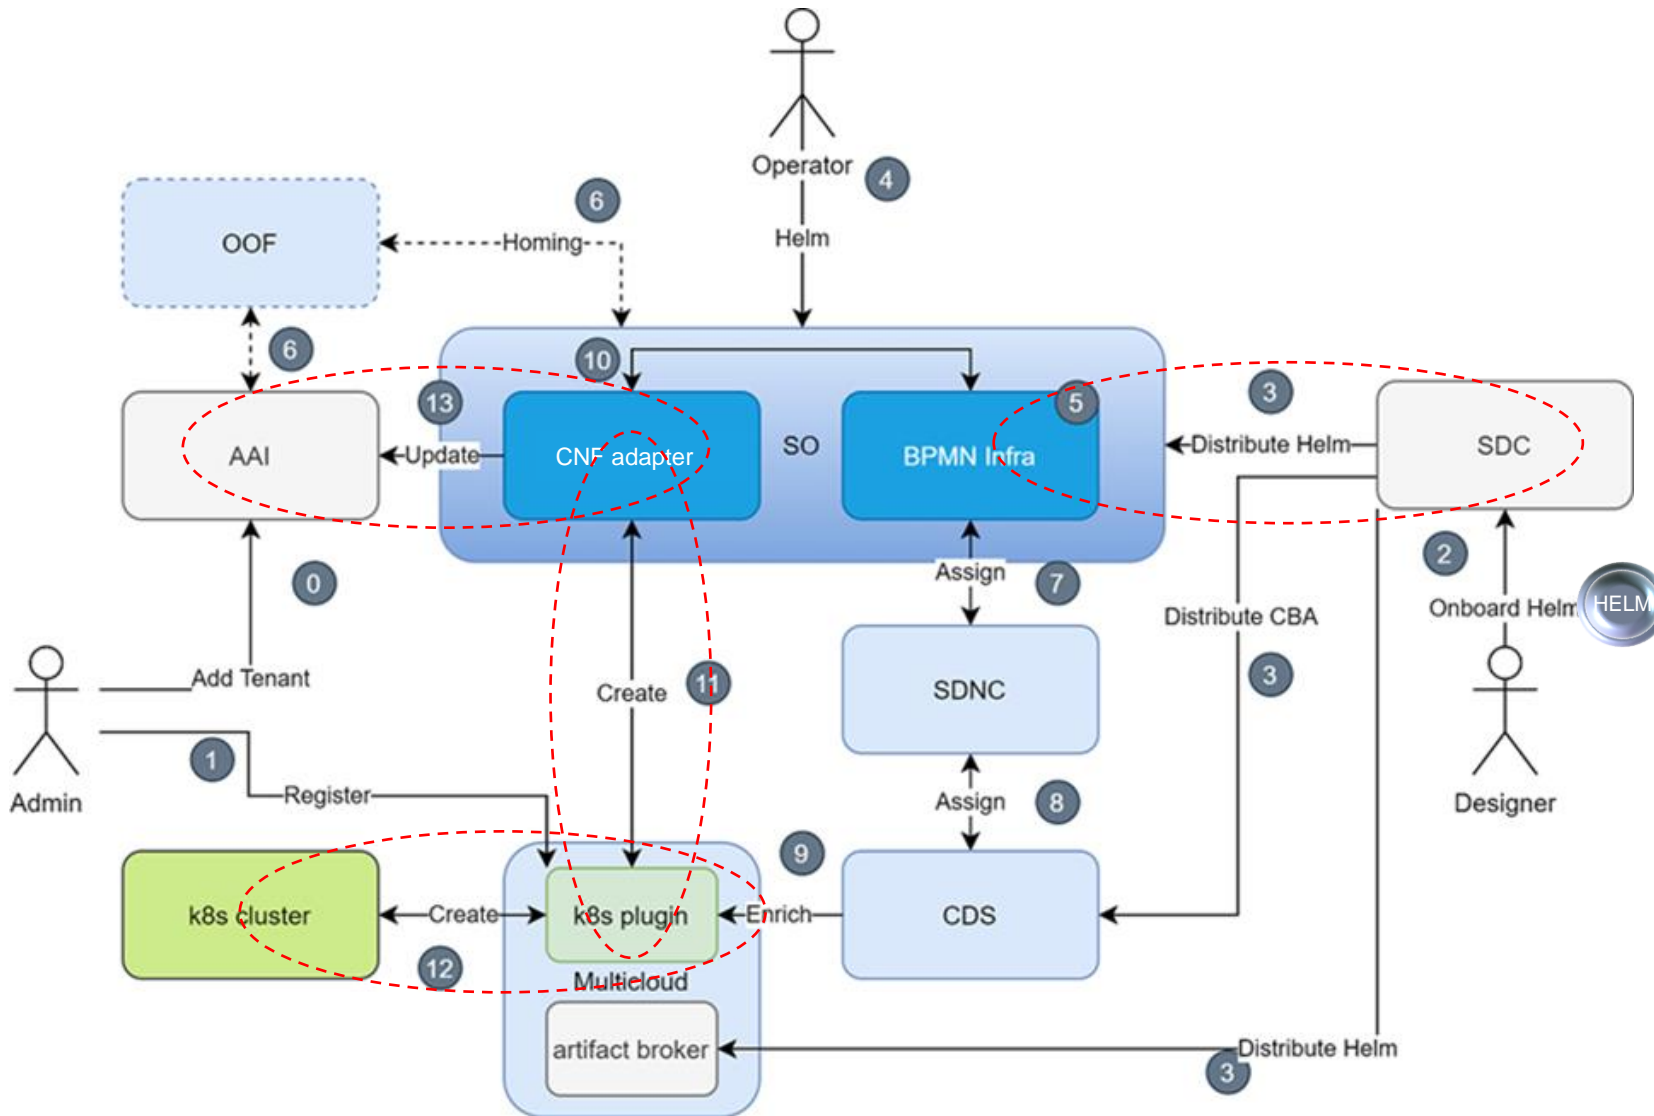 Operator
4
Helm
6
OOF
Homing
6
10
13
5
3
AAI
Update
CNF adapter
SO
BPMN Infra
Distribute Helm
SDC
2
0
Assign
7
Onboard Helm
HELM
Distribute CBA
3
Add Tenant
Create
11
SDNC
1
Register
Admin
Assign
8
Designer
9
k8s cluster
Create
k8s plugin
Enrich
CDS
12
Multicloud
artifact broker
Distribute Helm
3